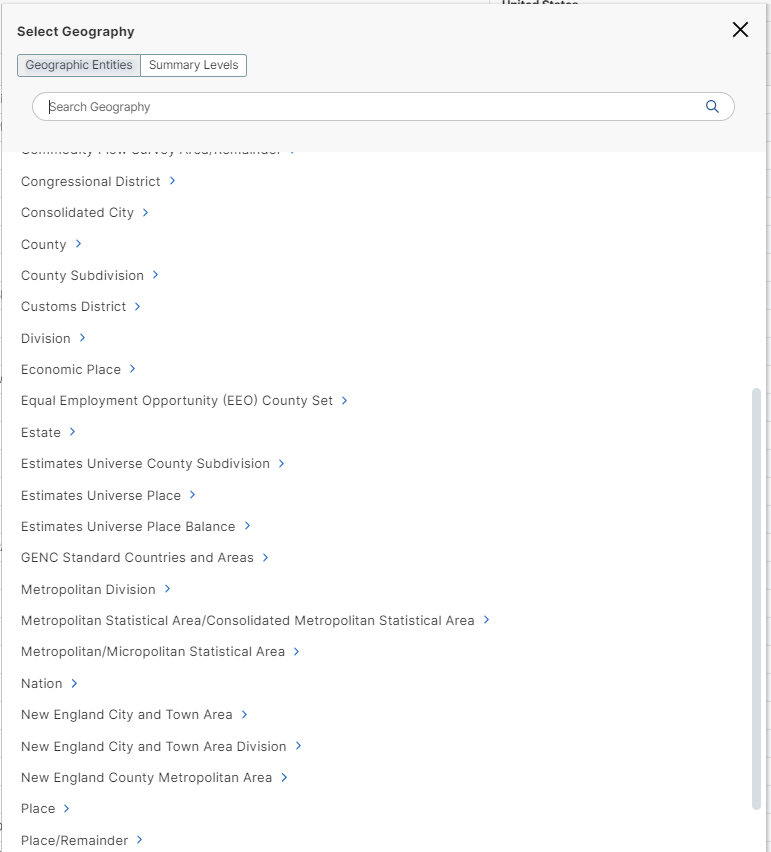 United States
Select Geography
Geographic Entities Summary Levels
Search Geography
Commodity Flow Survey Area/Remainder
Congressional District
Consolidated City
County
County Subdivision
Customs District
Division
Economic Place
Equal Employment Opportunity (EEO) County Set
Estate
Estimates Universe County Subdivision
Estimates Universe Place
Estimates Universe Place Balance
GENC Standard Countries and Areas
Metropolitan Division
Metropolitan Statistical Area/Consolidated Metropolitan Statistical Area
Metropolitan/Micropolitan Statistical Area
Nation
New England City and Town Area
New England City and Town Area Division
New England County Metropolitan Area
Place
Place/Remainder